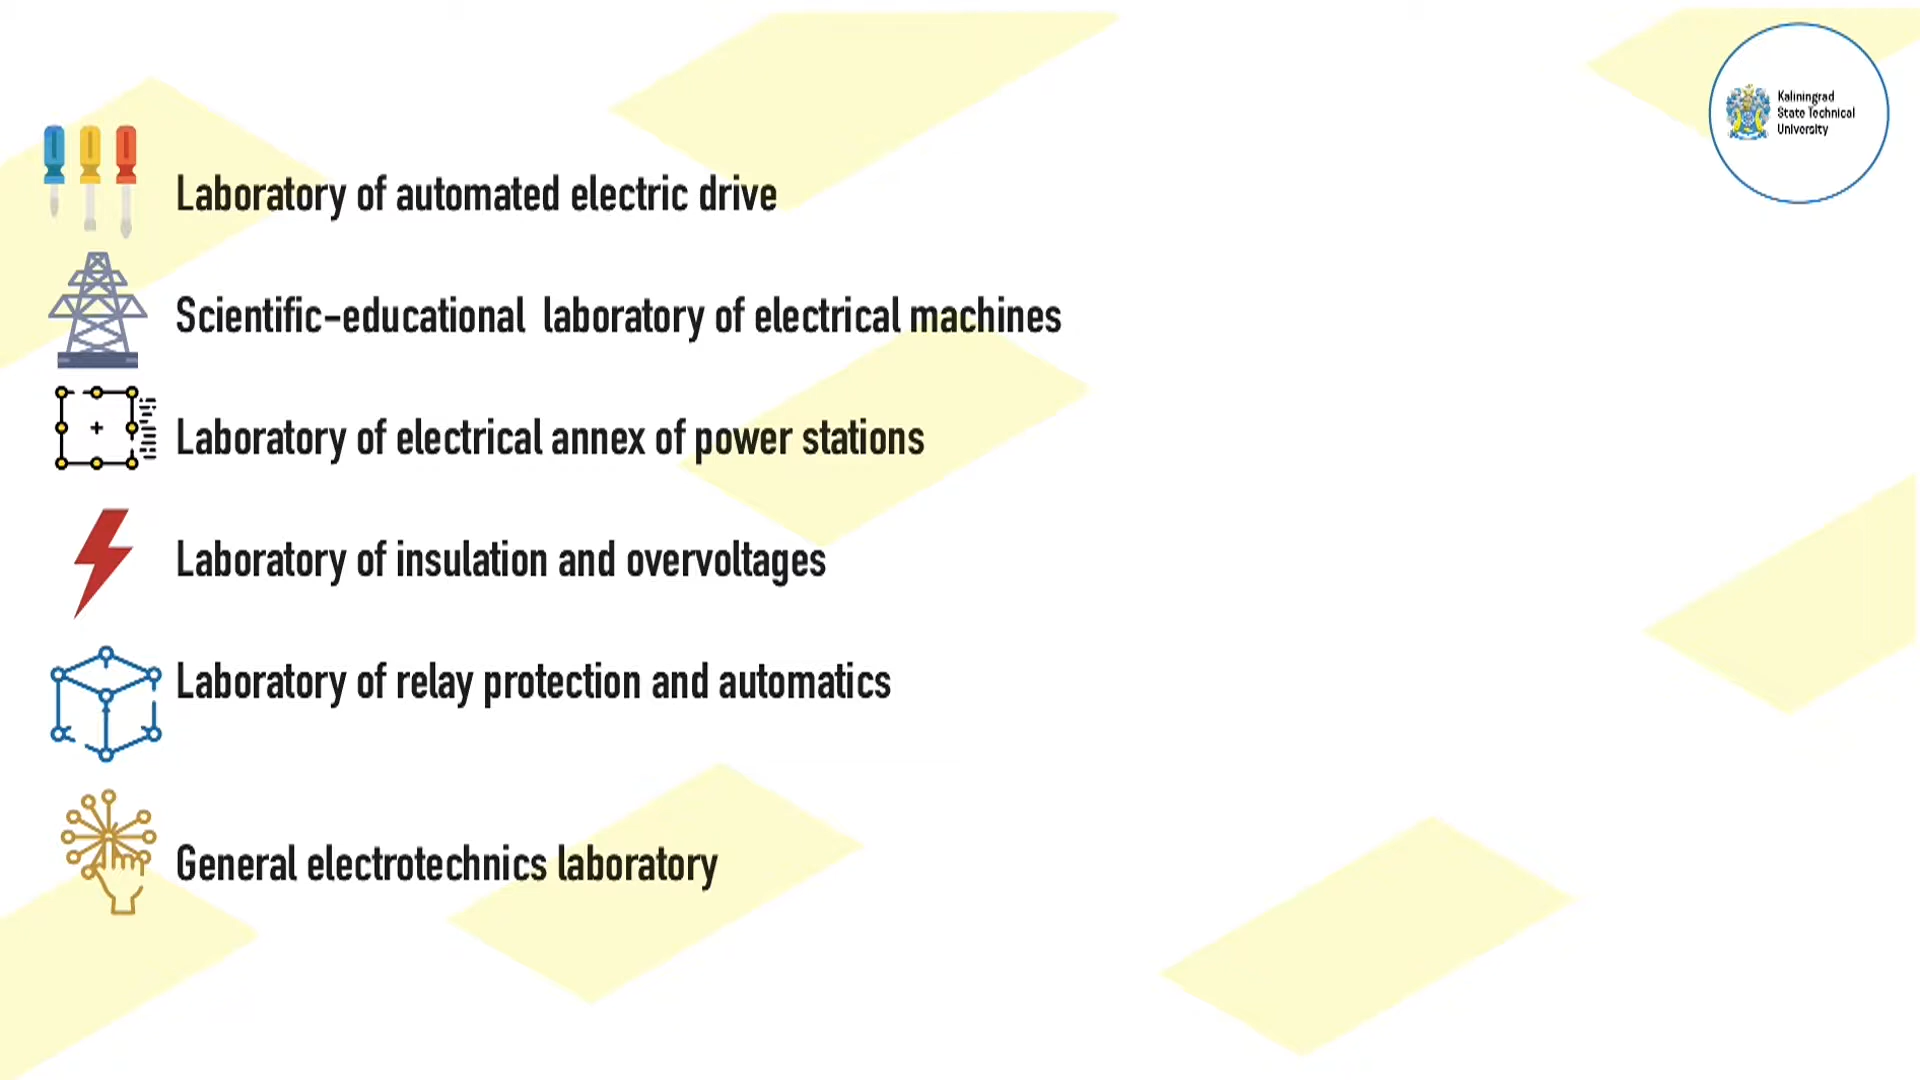 Kaliningrad
State Technical
University
Laboratory of automated electric drive
Scientific-educational laboratory of electrical machines
Laboratory of electrical annex of power stations
Laboratory of insulation and overvoltages
Laboratory of relay protection and automatics
General electrotechnics laboratory